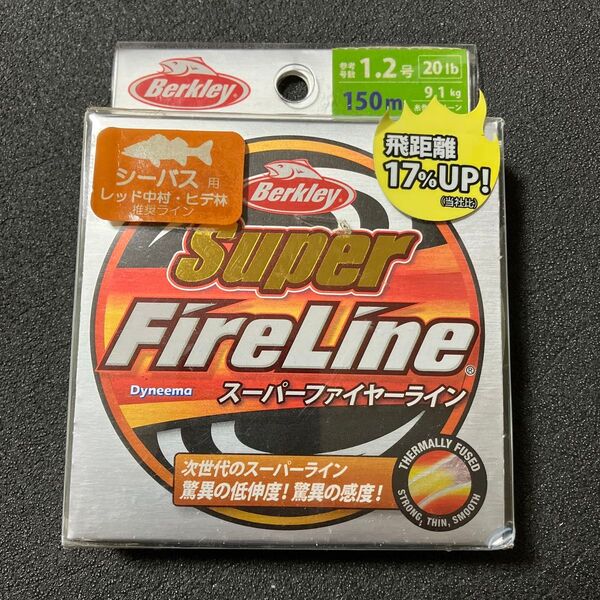 Berkley
参考号数 1.2号 20lb
150m 9.1kg
飛距離
17%UP!
(当社比)
シーバス用
レッド中村・ヒデ林
推奨ライン
Berkley
Super
FireLine®
Dyneema スーパーファイヤーライン
次世代のスーパーライン
驚異の低伸度!驚異の感度!
THERMALLY FUSED
STRONG, THIN, SMOOTH